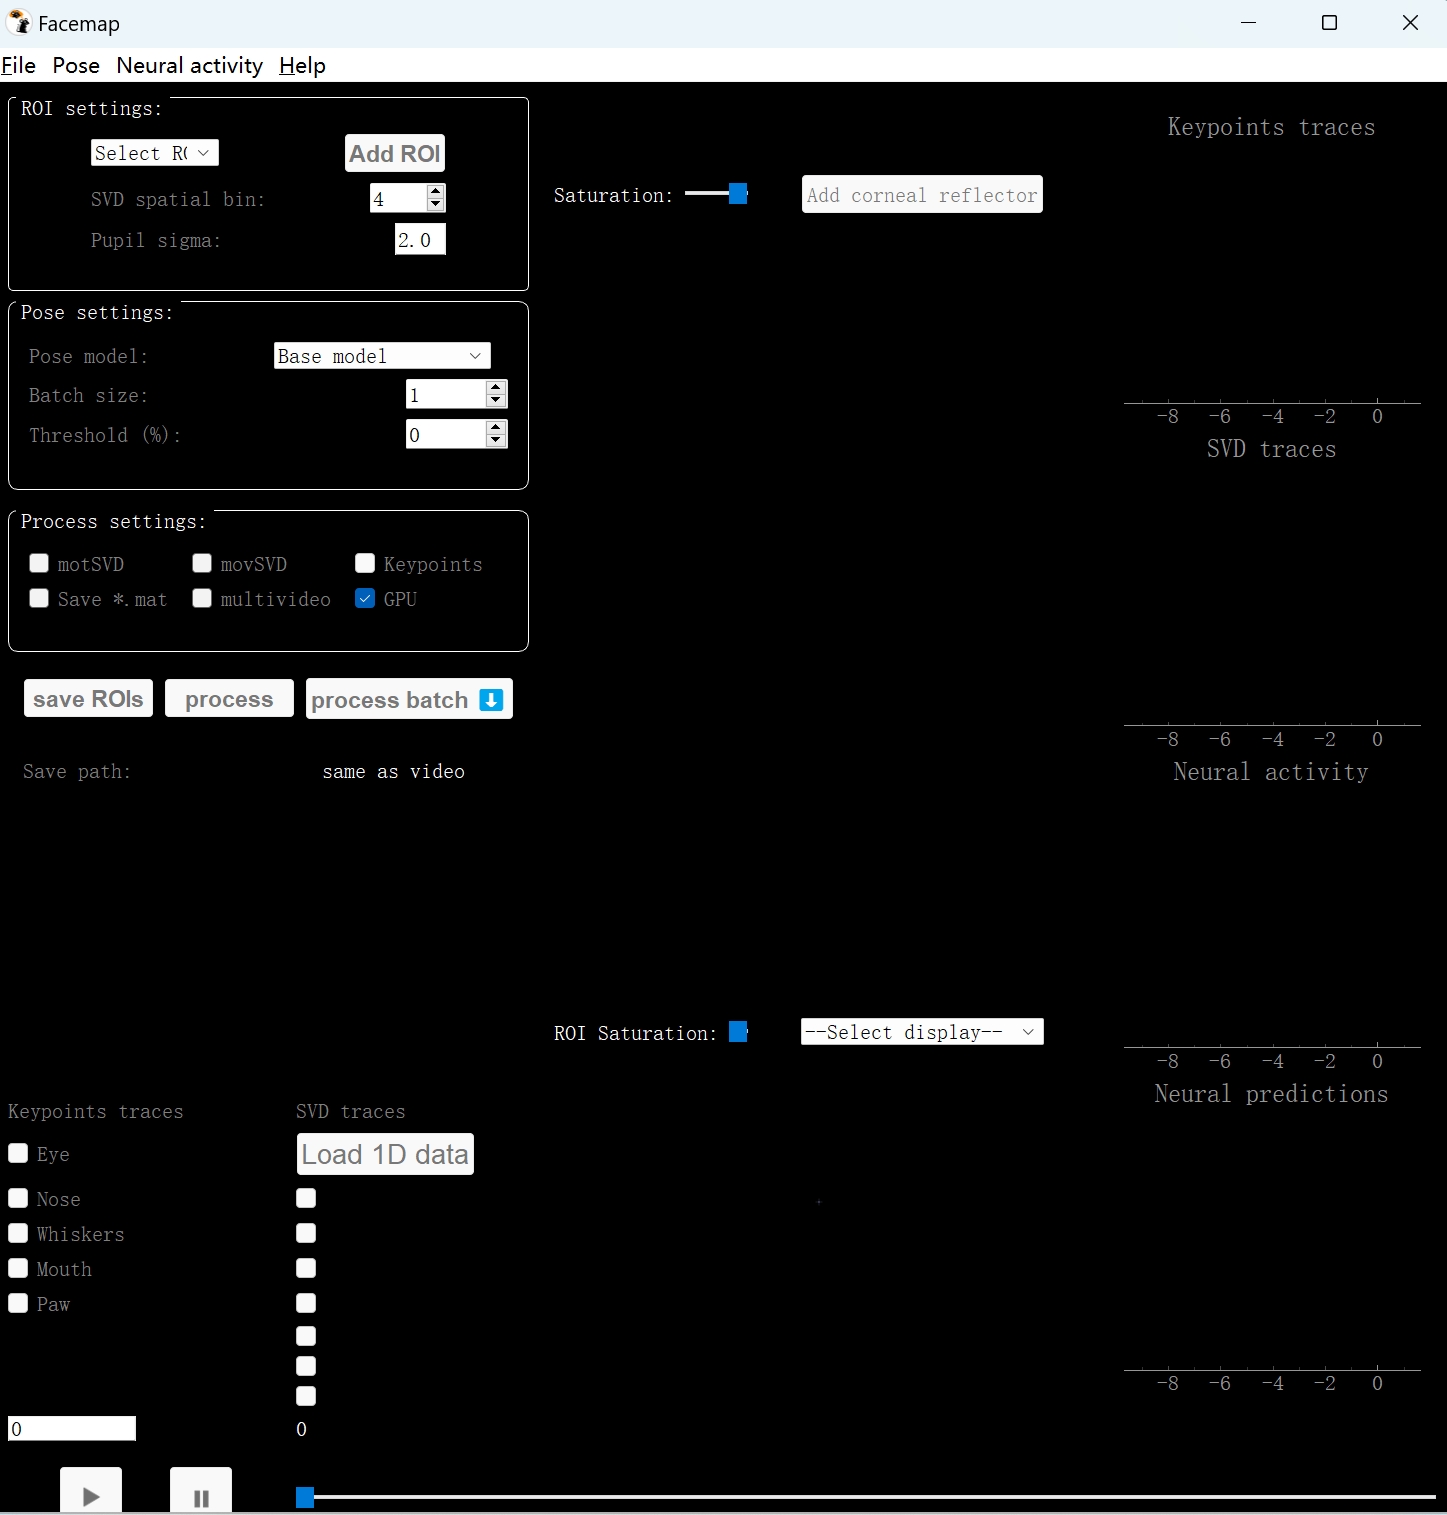 Facemap
File Pose Neural activity Help
ROI settings:
Select RO
Add ROI
SVD spatial bin: 4
Pupil sigma: 2.0
Pose settings:
Pose model: Base model
Batch size: 1
Threshold (%): 0
Process settings:
motSVD movSVD Keypoints
Save *.mat multivideo GPU
save ROIs process process batch
Save path: same as video
Saturation: Add corneal reflector
ROI Saturation: --Select display--
Keypoints traces
-8 -6 -4 -2 0
SVD traces
-8 -6 -4 -2 0
Neural activity
-8 -6 -4 -2 0
Neural predictions
-8 -6 -4 -2 0
Keypoints traces SVD traces
Eye Load 1D data
Nose
Whiskers
Mouth
Paw
0 0